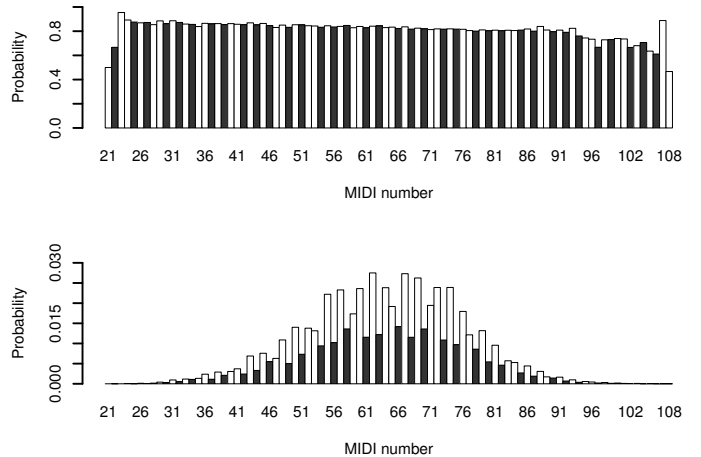 Probability
0.0 0.4 0.8
21 26 31 36 41 46 51 56 61 66 71 76 81 86 91 96 102 108
MIDI number
Probability
0.000 0.015 0.030
21 26 31 36 41 46 51 56 61 66 71 76 81 86 91 96 102 108
MIDI number